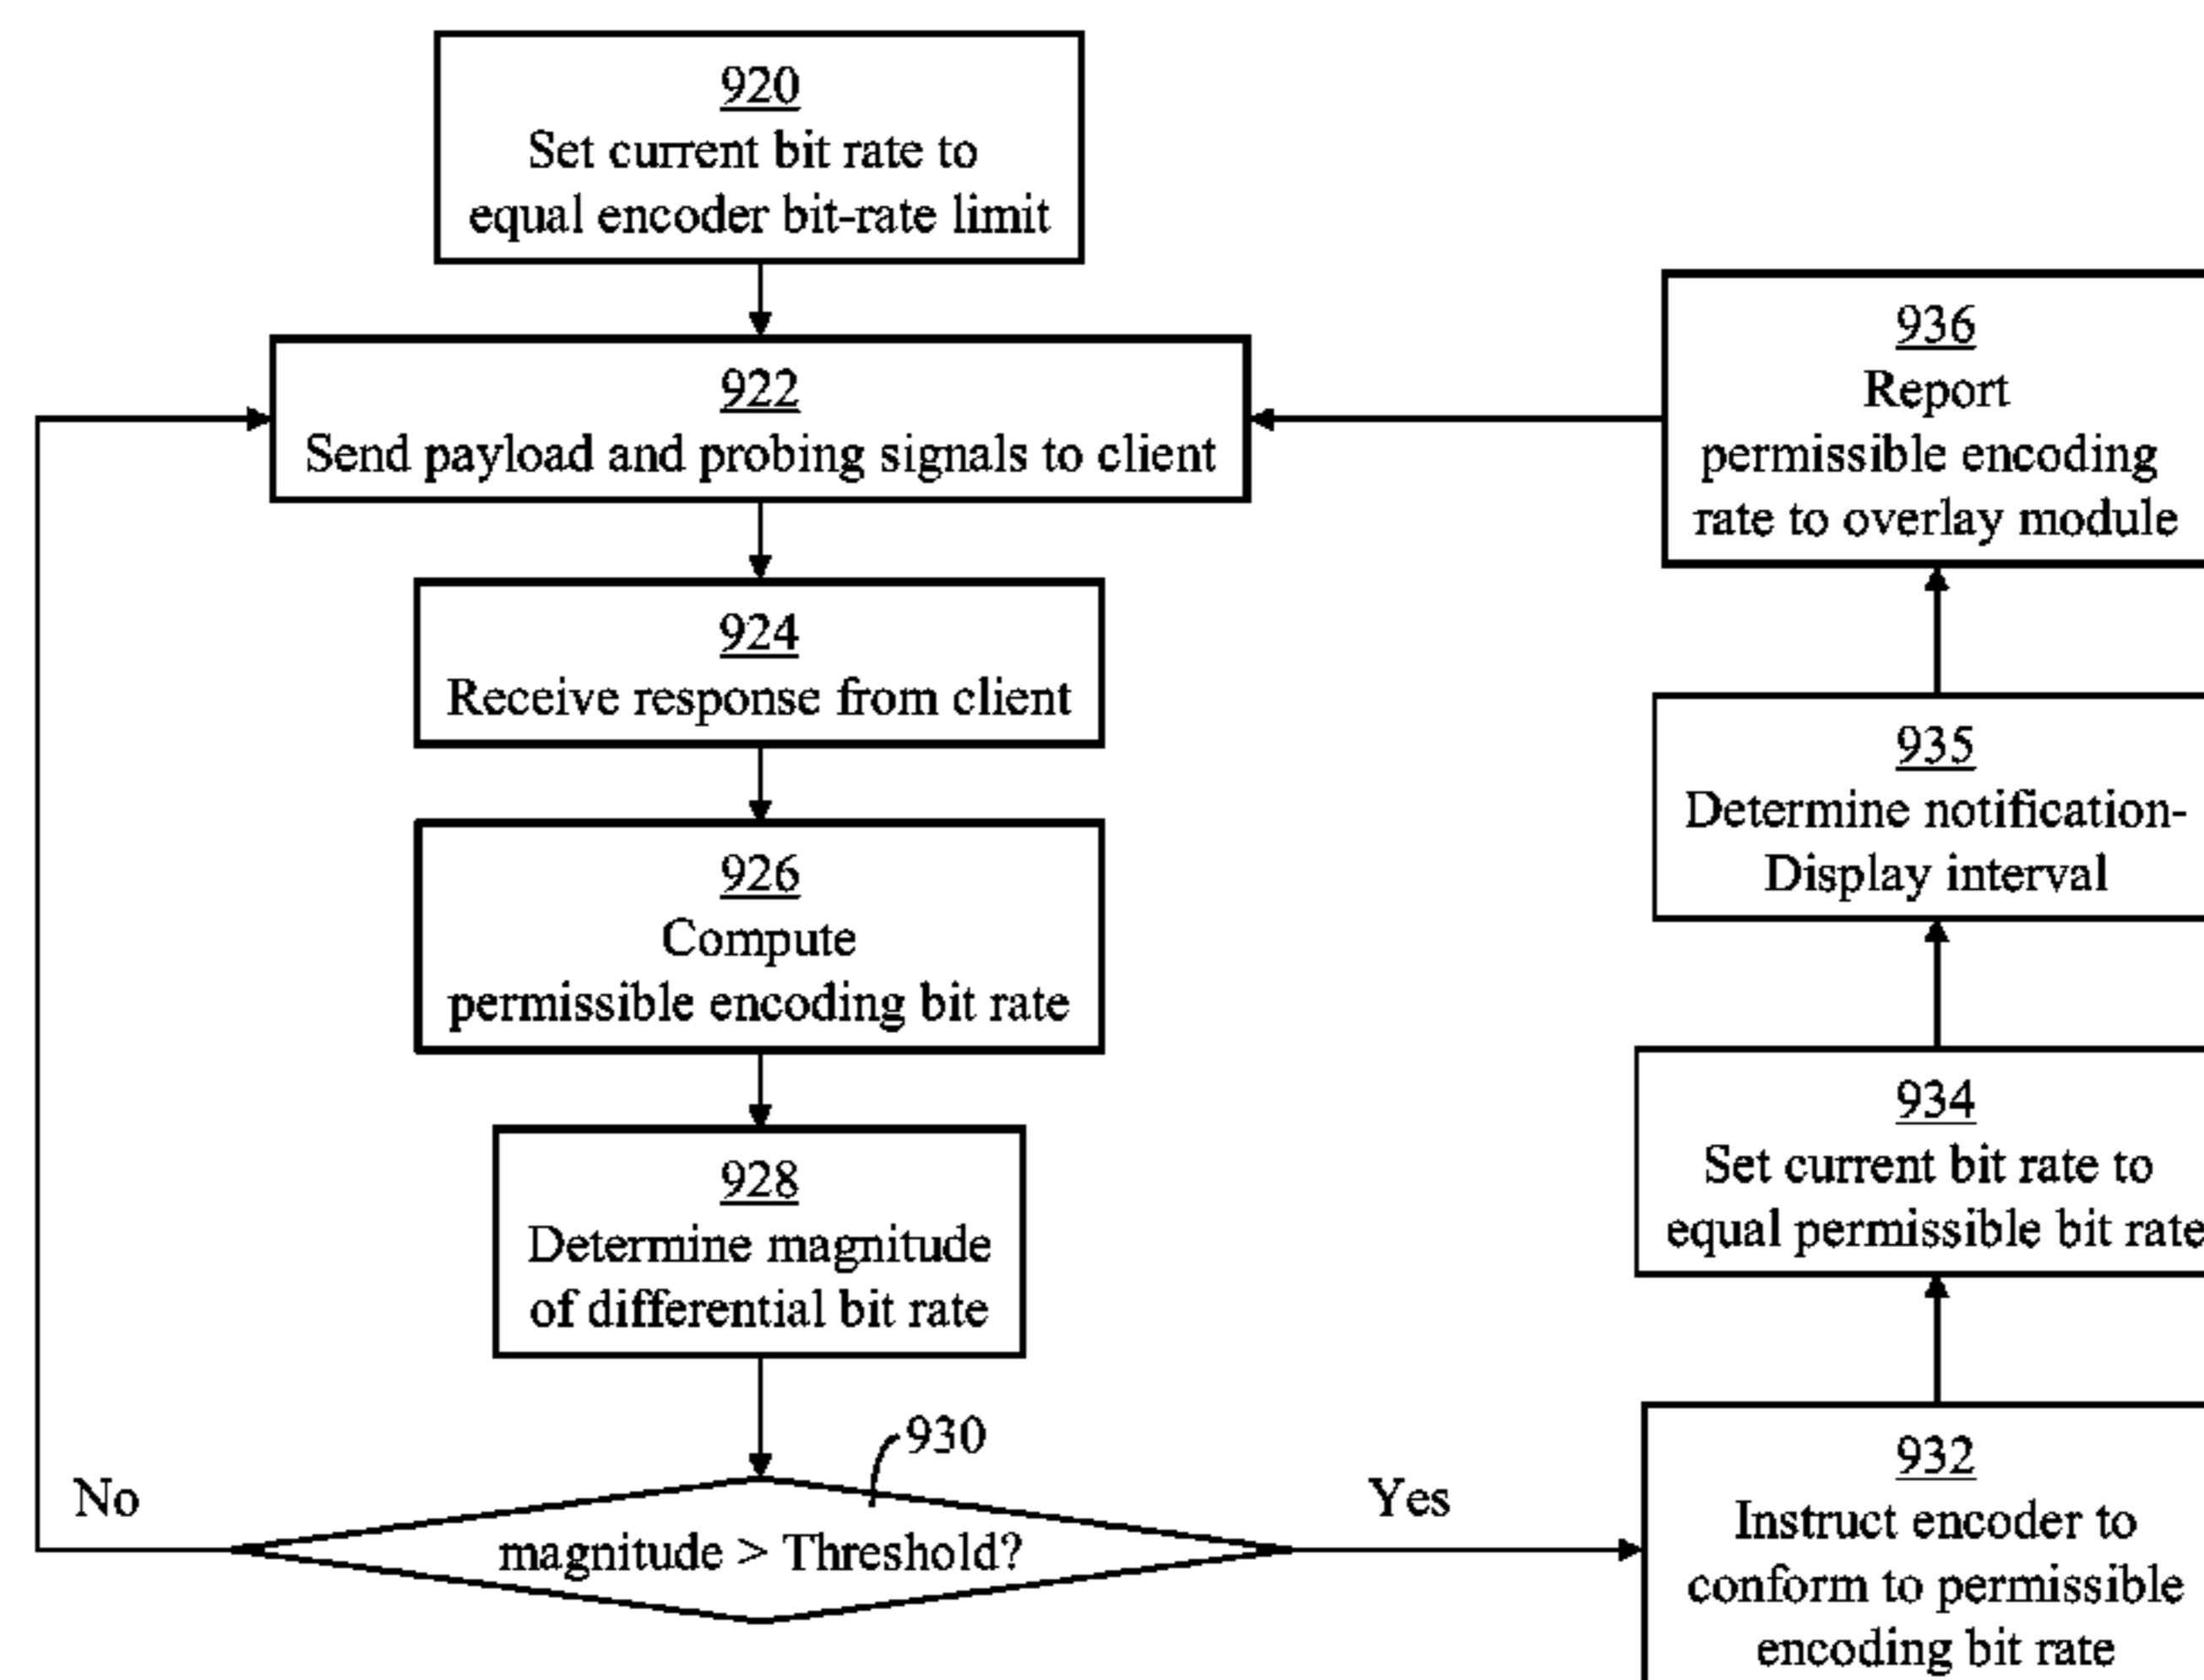 920
Set current bit rate to
equal encoder bit-rate limit
922
Send payload and probing signals to client
924
Receive response from client
926
Compute
permissible encoding bit rate
928
Determine magnitude
of differential bit rate
930
magnitude > Threshold?
No
Yes
932
Instruct encoder to
conform to permissible
encoding bit rate
934
Set current bit rate to
equal permissible bit rate
935
Determine notification-
Display interval
936
Report
permissible encoding
rate to overlay module